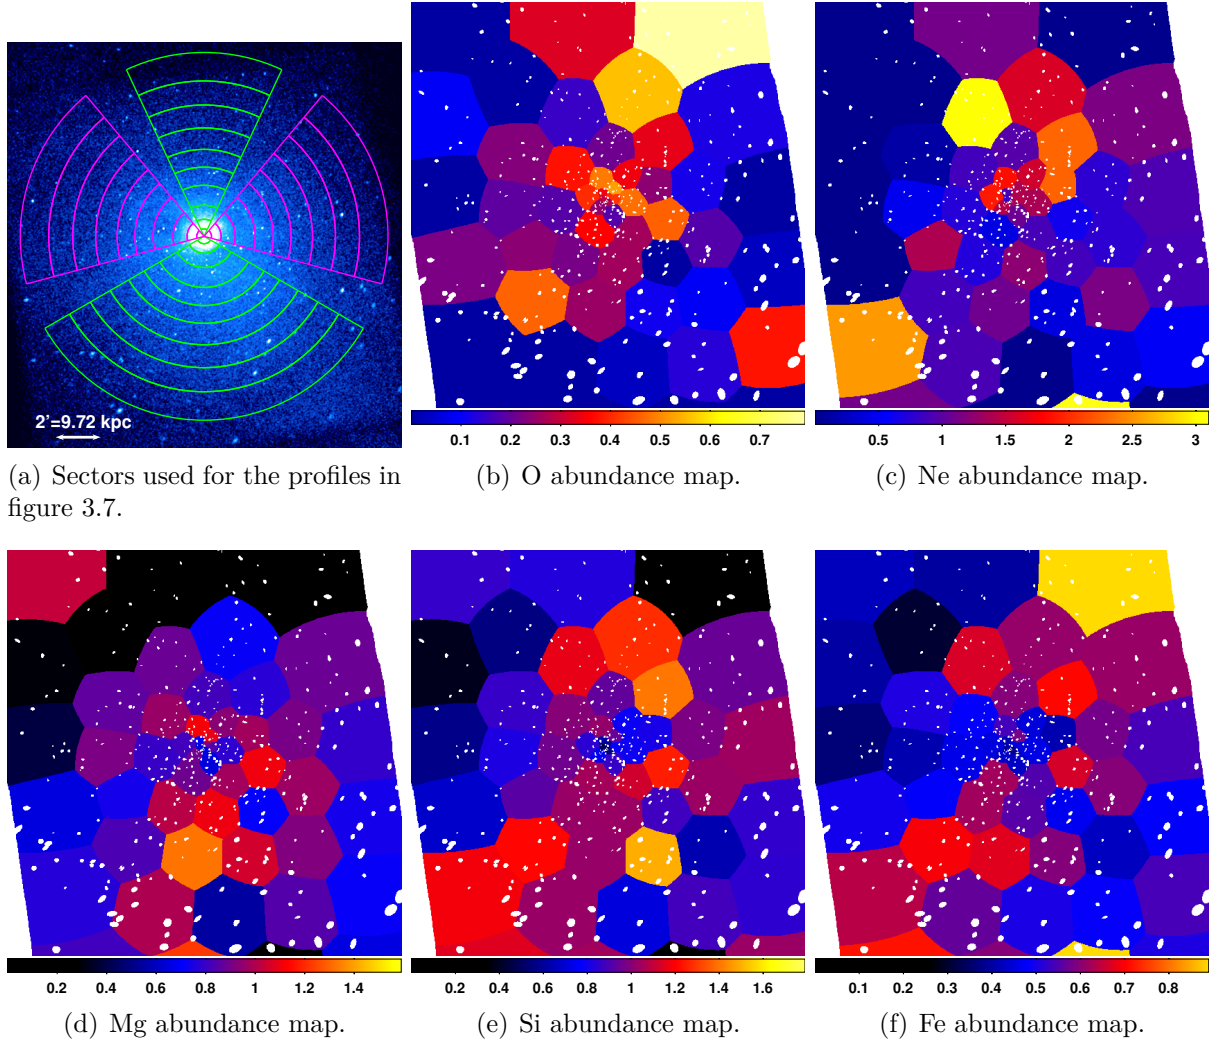 2'=9.72 kpc
0.1 0.2 0.3 0.4 0.5 0.6 0.7
0.5 1 1.5 2 2.5 3
(a) Sectors used for the profiles in
figure 3.7.
(b) O abundance map.
(c) Ne abundance map.
0.2 0.4 0.6 0.8 1 1.2 1.4
0.2 0.4 0.6 0.8 1 1.2 1.4 1.6
0.1 0.2 0.3 0.4 0.5 0.6 0.7 0.8
(d) Mg abundance map.
(e) Si abundance map.
(f) Fe abundance map.